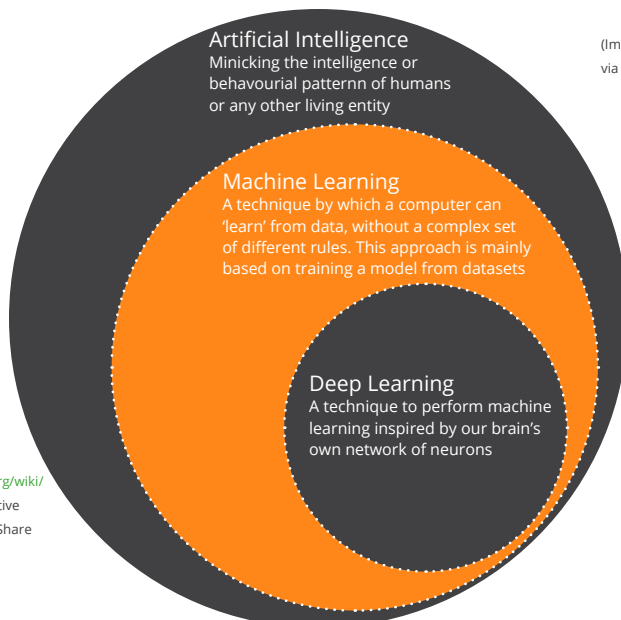 Artificial Intelligence
Minicking the intelligence or
behavourial patternn of humans
or any other living entity
(Im
via
Machine Learning
A technique by which a computer can
‘learn’ from data, without a complex set
of different rules. This approach is mainly
based on training a model from datasets
Deep Learning
A technique to perform machine
learning inspired by our brain’s
own network of neurons
rg/wiki/
tive
Share